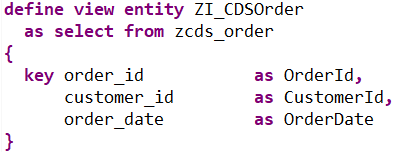 define view entity ZI_CDSOrder
as select from zcds_order
{
key order_id as OrderId,
customer_id as CustomerId,
order_date as OrderDate
}